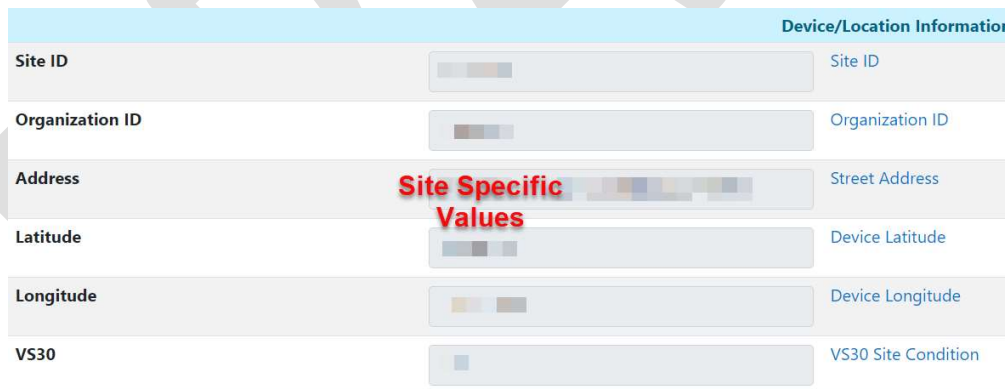 Device/Location Information
Site ID Site ID
Organization ID Organization ID
Address Street Address
Site Specific
Values
Latitude Device Latitude
Longitude Device Longitude
VS30 VS30 Site Condition